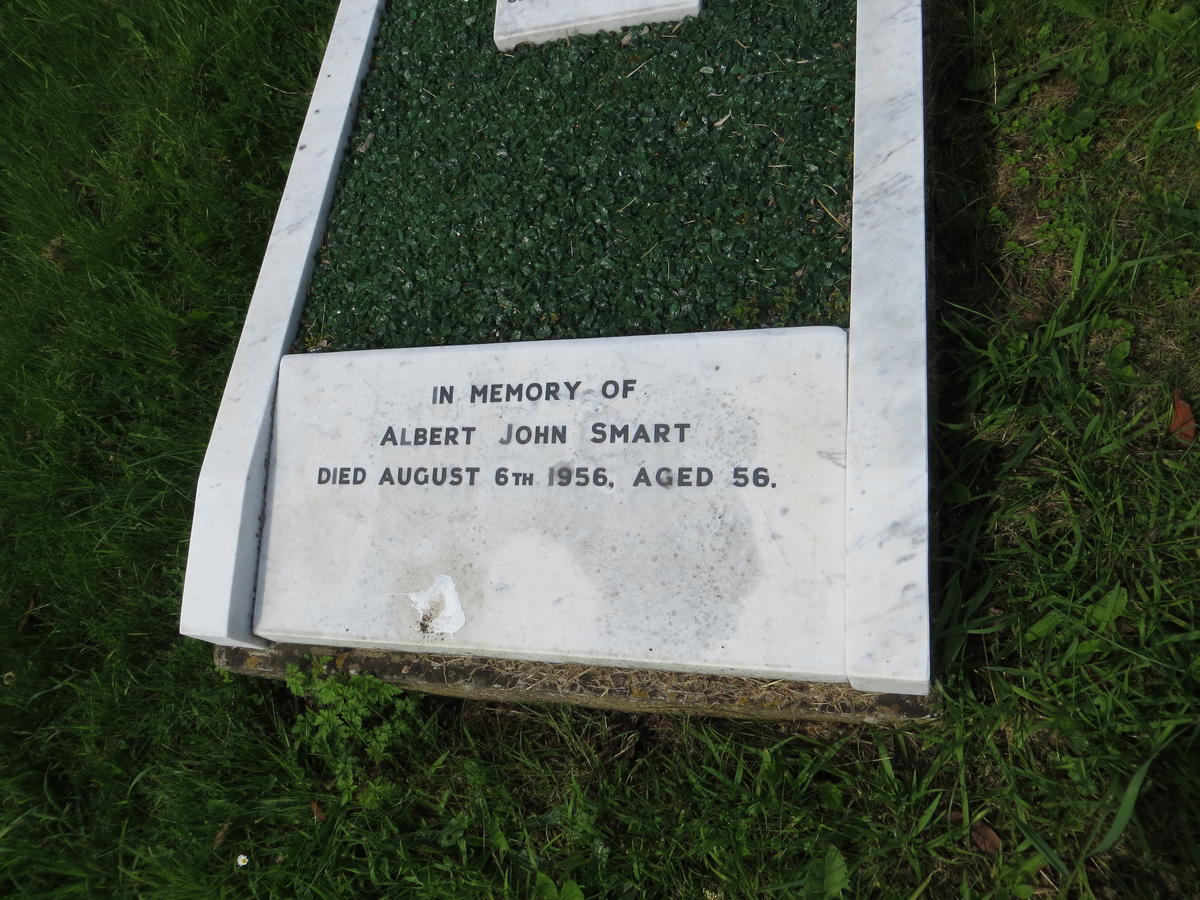 IN MEMORY OF
ALBERT JOHN SMART
DIED AUGUST 6TH 1956, AGED 56.